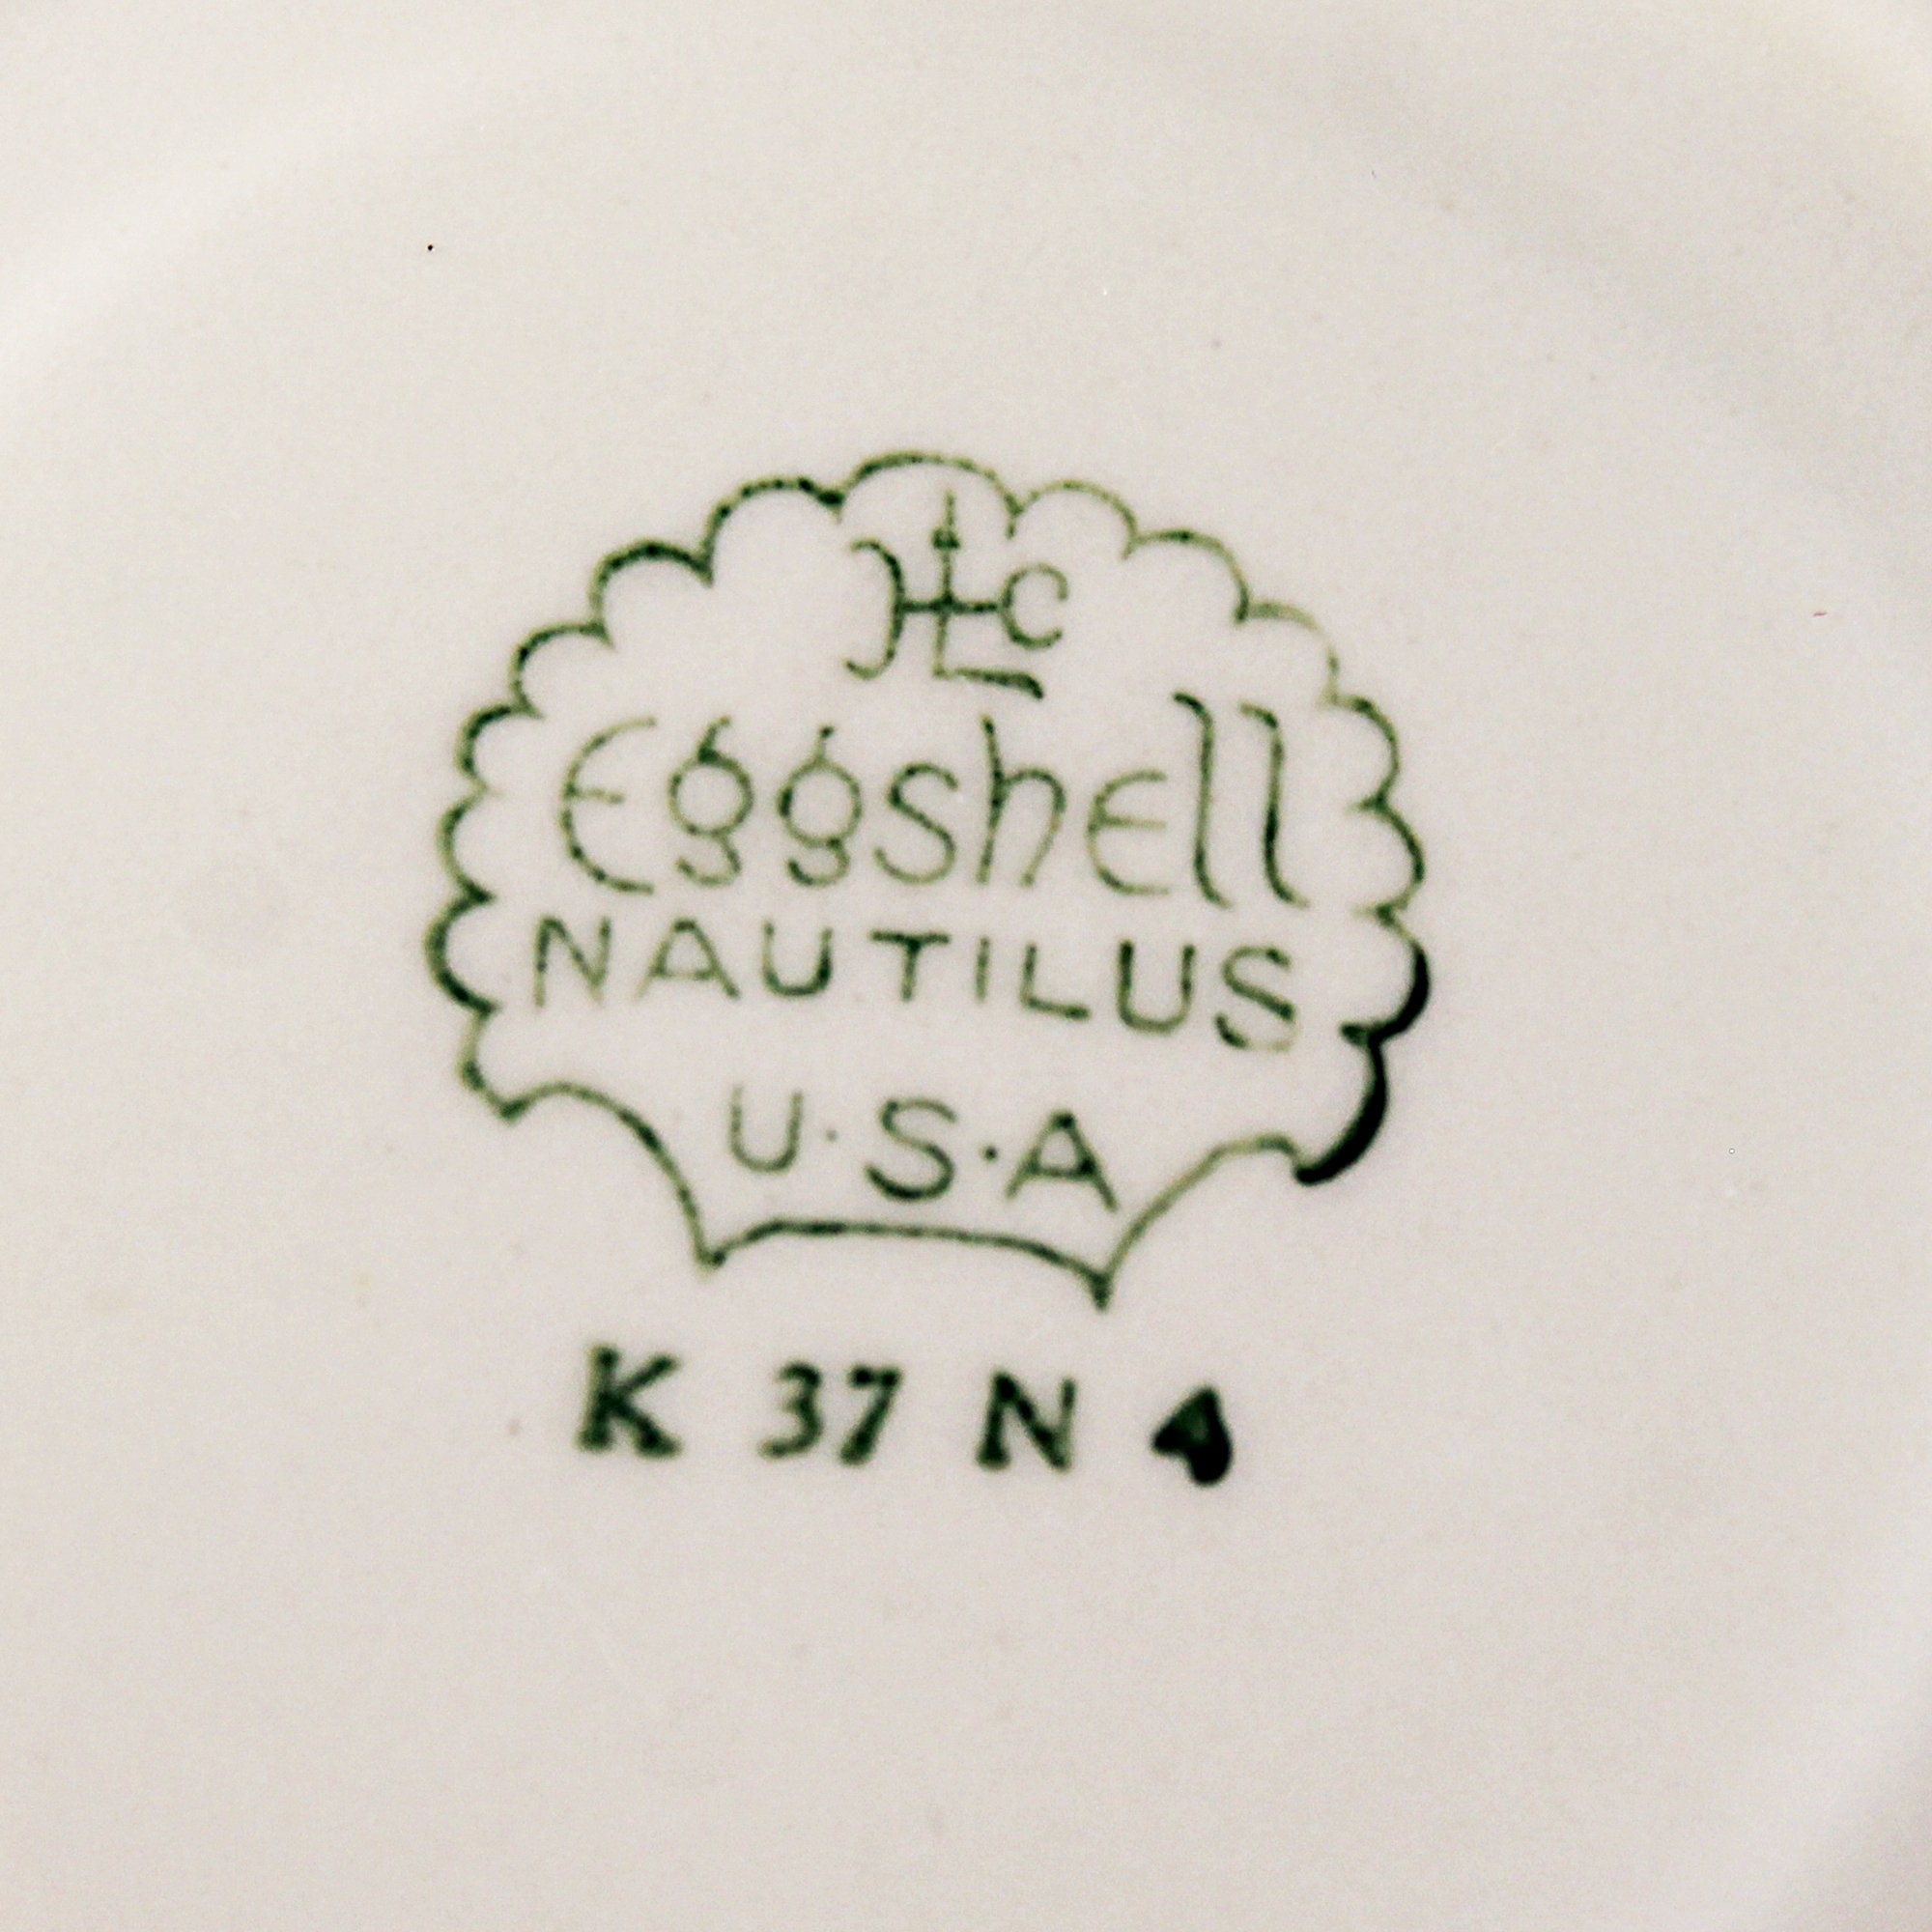 HLC
Eggshell
NAUTILUS
U·S·A
K 37 N 4